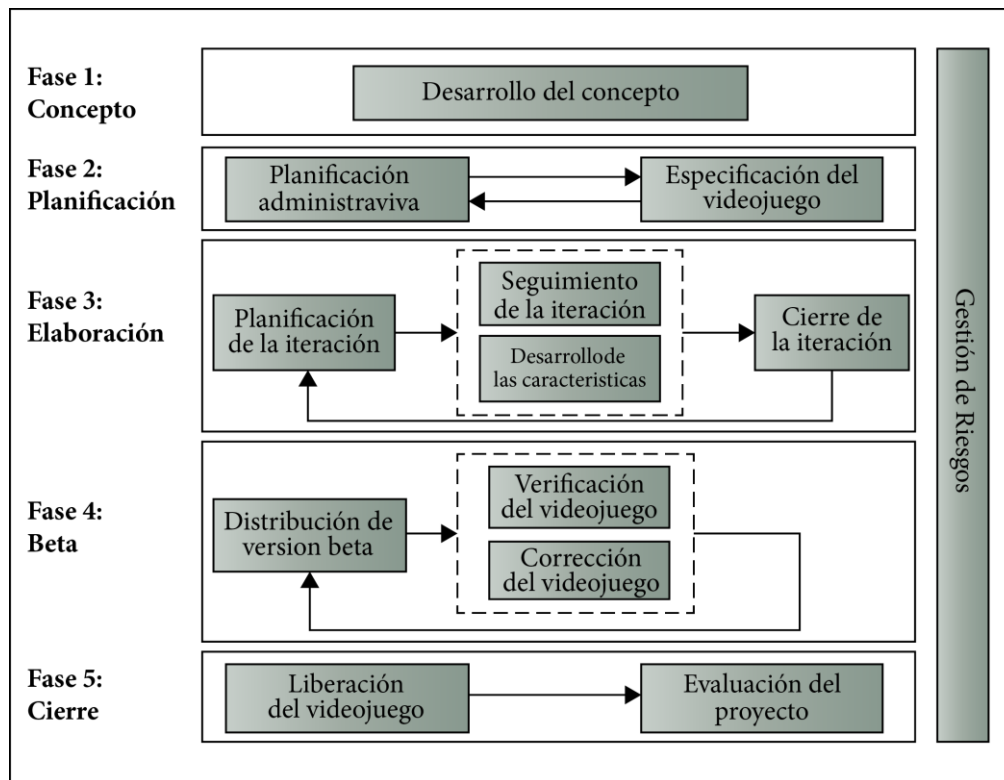 Fase 1:
Concepto
Desarrollo del concepto
Fase 2:
Planificación
Planificación
administraviva
Especificación del
videojuego
Fase 3:
Elaboración
Planificación
de la iteración
Seguimiento
de la iteración
Desarrollode
las caracteristicas
Cierre de
la iteración
Fase 4:
Beta
Distribución de
version beta
Verificación
del videojuego
Corrección
del videojuego
Fase 5:
Cierre
Liberación
del videojuego
Evaluación del
proyecto
Gestión de Riesgos